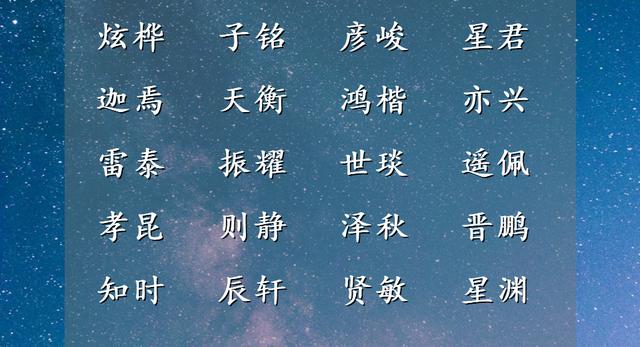 炫桦 子铭 彦峻 星君
迦焉 天衡 鸿楷 亦兴
雷泰 振耀 世琰 遥佩
孝昆 则静 泽秋 晋鹏
知时 辰轩 贤敏 星渊